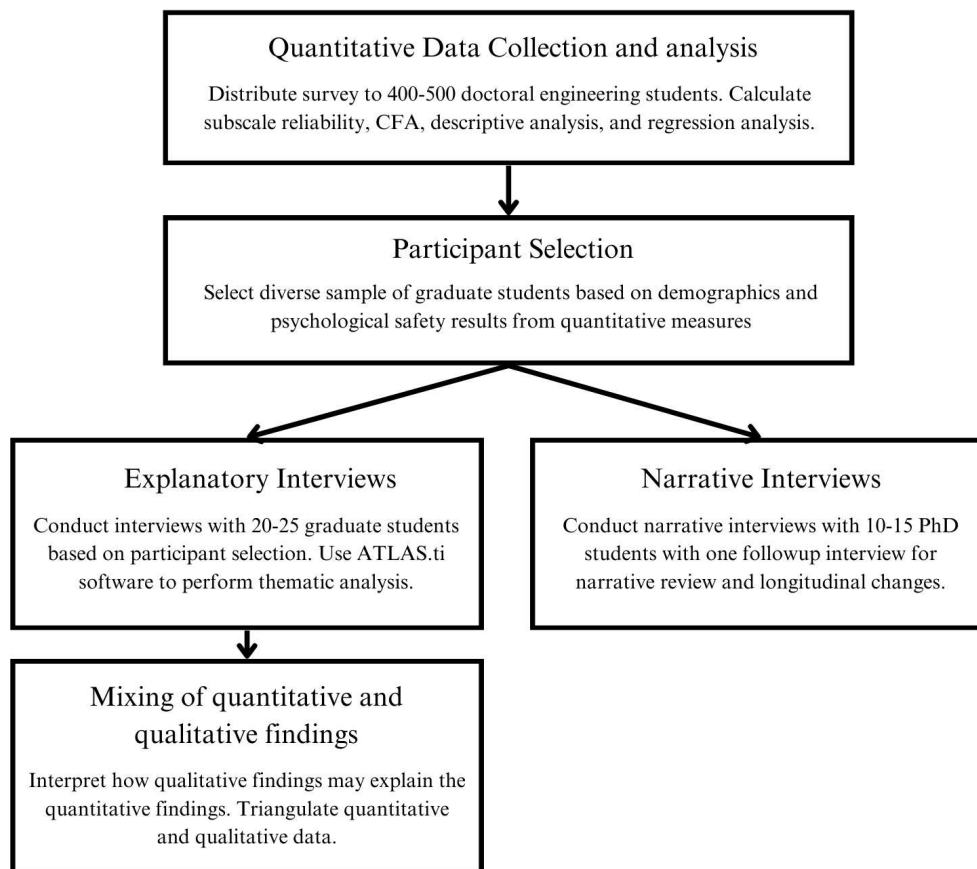 Quantitative Data Collection and analysis
Distribute survey to 400-500 doctoral engineering students. Calculate
subscale reliability, CFA, descriptive analysis, and regression analysis.
Participant Selection
Select diverse sample of graduate students based on demographics and
psychological safety results from quantitative measures
Explanatory Interviews
Conduct interviews with 20-25 graduate students
based on participant selection. Use ATLAS.ti
software to perform thematic analysis.
Narrative Interviews
Conduct narrative interviews with 10-15 PhD
students with one followup interview for
narrative review and longitudinal changes.
Mixing of quantitative and
qualitative findings
Interpret how qualitative findings may explain the
quantitative findings. Triangulate quantitative
and qualitative data.